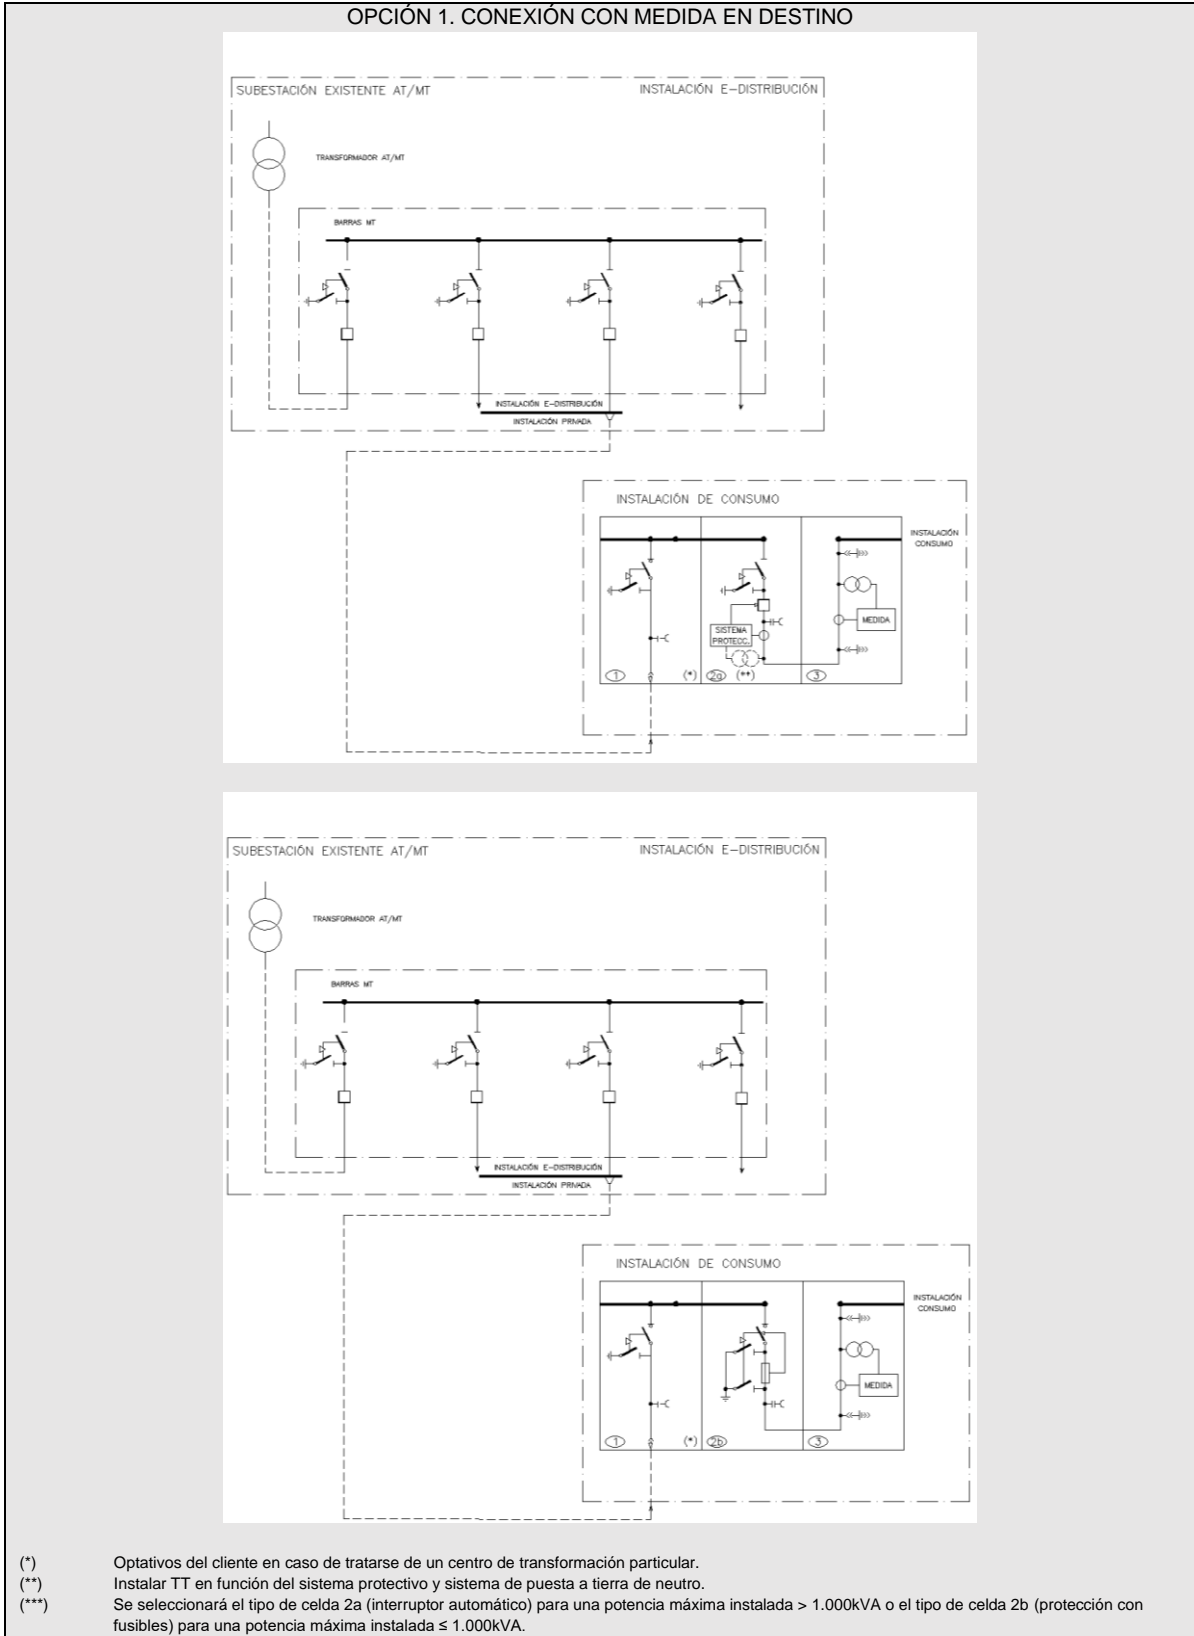 OPCIÓN 1. CONEXIÓN CON MEDIDA EN DESTINO
SUBESTACIÓN EXISTENTE AT/MT
INSTALACIÓN E-DISTRIBUCIÓN
TRANSFORMADOR AT/MT
BARRAS MT
INSTALACIÓN E-DISTRIBUCIÓN
INSTALACIÓN PRIVADA
INSTALACIÓN DE CONSUMO
INSTALACIÓN
CONSUMO
SISTEMA
PROTECC.
MEDIDA
1 (*) 2a (**) 3
SUBESTACIÓN EXISTENTE AT/MT
INSTALACIÓN E-DISTRIBUCIÓN
TRANSFORMADOR AT/MT
BARRAS MT
INSTALACIÓN E-DISTRIBUCIÓN
INSTALACIÓN PRIVADA
INSTALACIÓN DE CONSUMO
INSTALACIÓN
CONSUMO
MEDIDA
1 (*) 2b 3
(*) Optativos del cliente en caso de tratarse de un centro de transformación particular.
(**) Instalar TT en función del sistema protectivo y sistema de puesta a tierra de neutro.
(***) Se seleccionará el tipo de celda 2a (interruptor automático) para una potencia máxima instalada > 1.000kVA o el tipo de celda 2b (protección con
fusibles) para una potencia máxima instalada ≤ 1.000kVA.